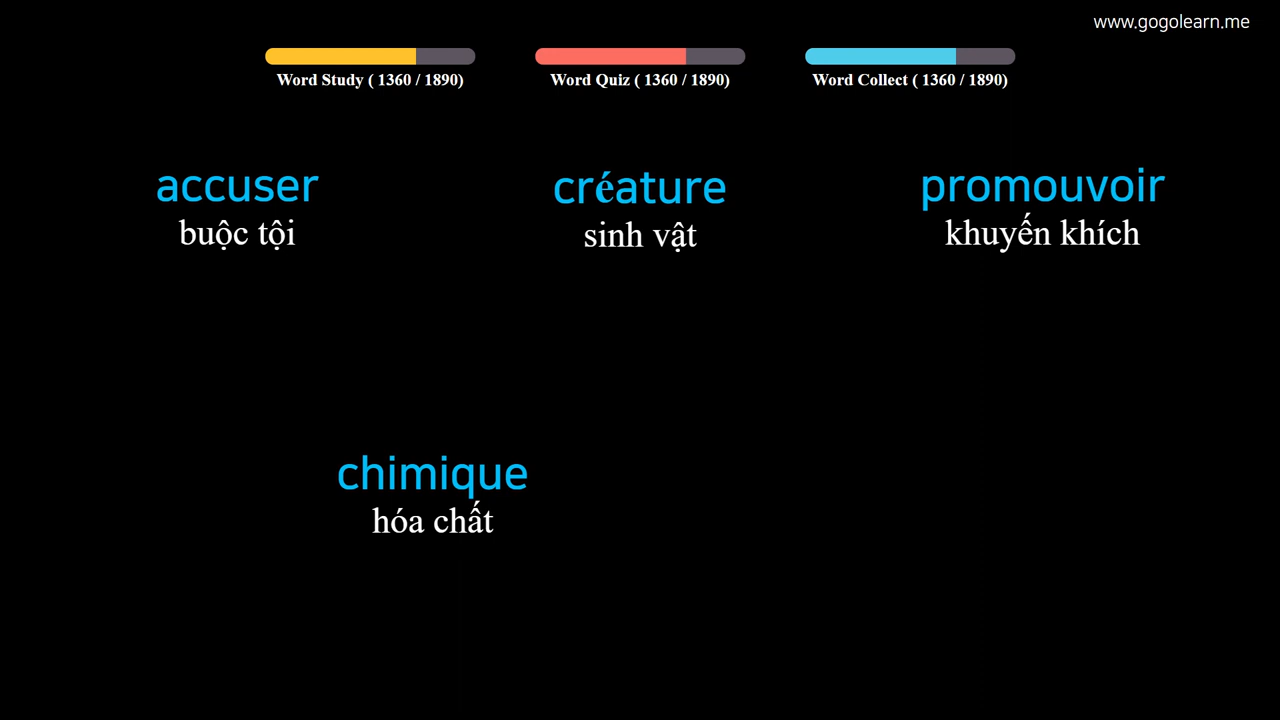 www.gogolearn.me
Word Study ( 1360 / 1890)
Word Quiz ( 1360 / 1890)
Word Collect ( 1360 / 1890)
accuser
buộc tội
créature
sinh vật
promouvoir
khuyến khích
chimique
hóa chất